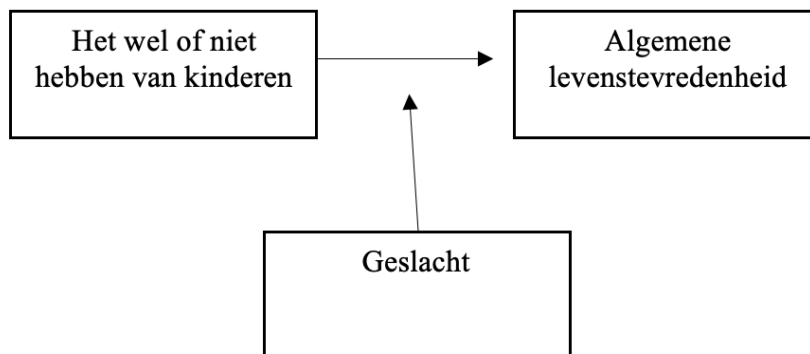 Het wel of niet
hebben van kinderen
Algemene
levenstevredenheid
Geslacht